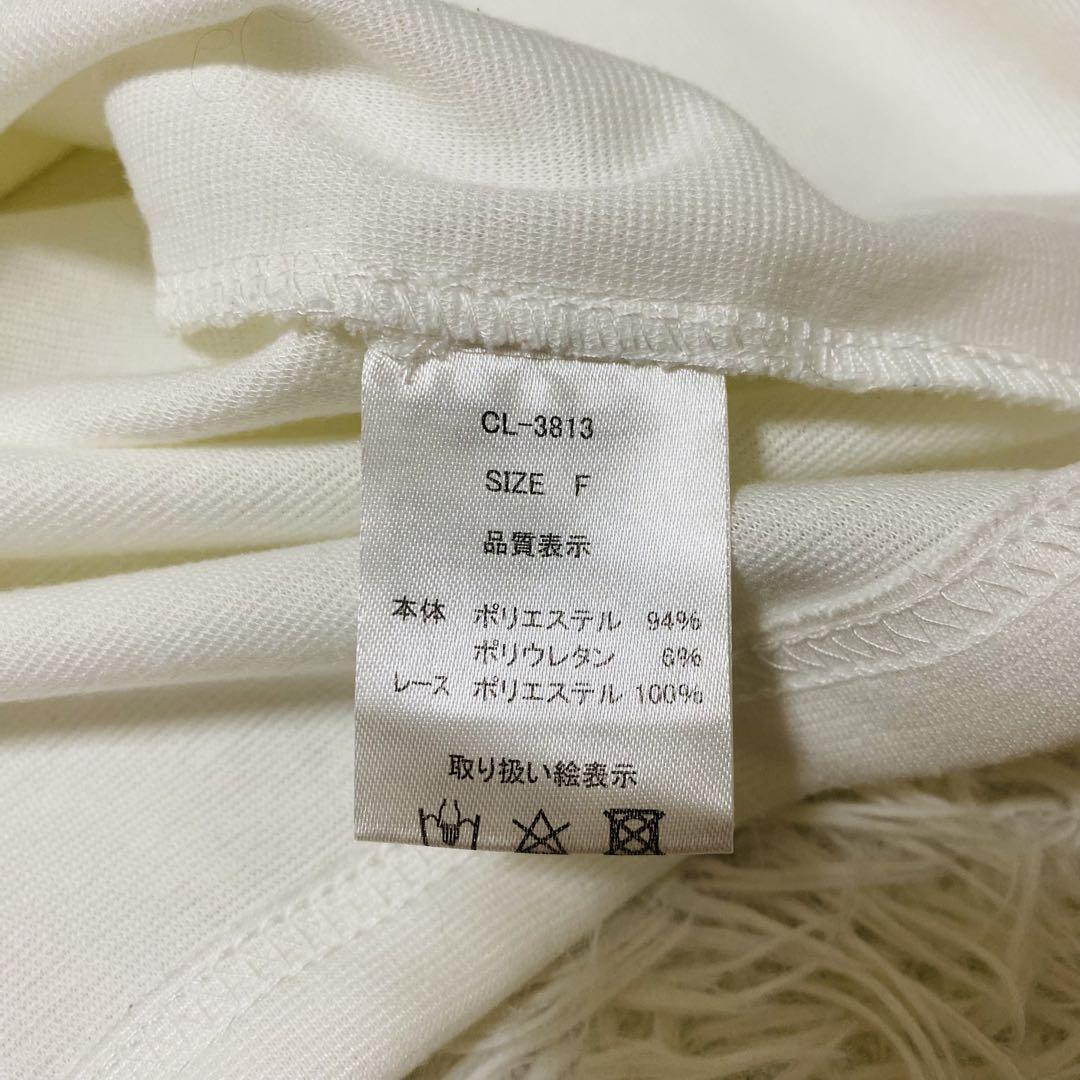 CL-3813
SIZE F
品質表示
本体 ポリエステル 94%
ポリウレタン 6%
レース ポリエステル 100%
取り扱い絵表示